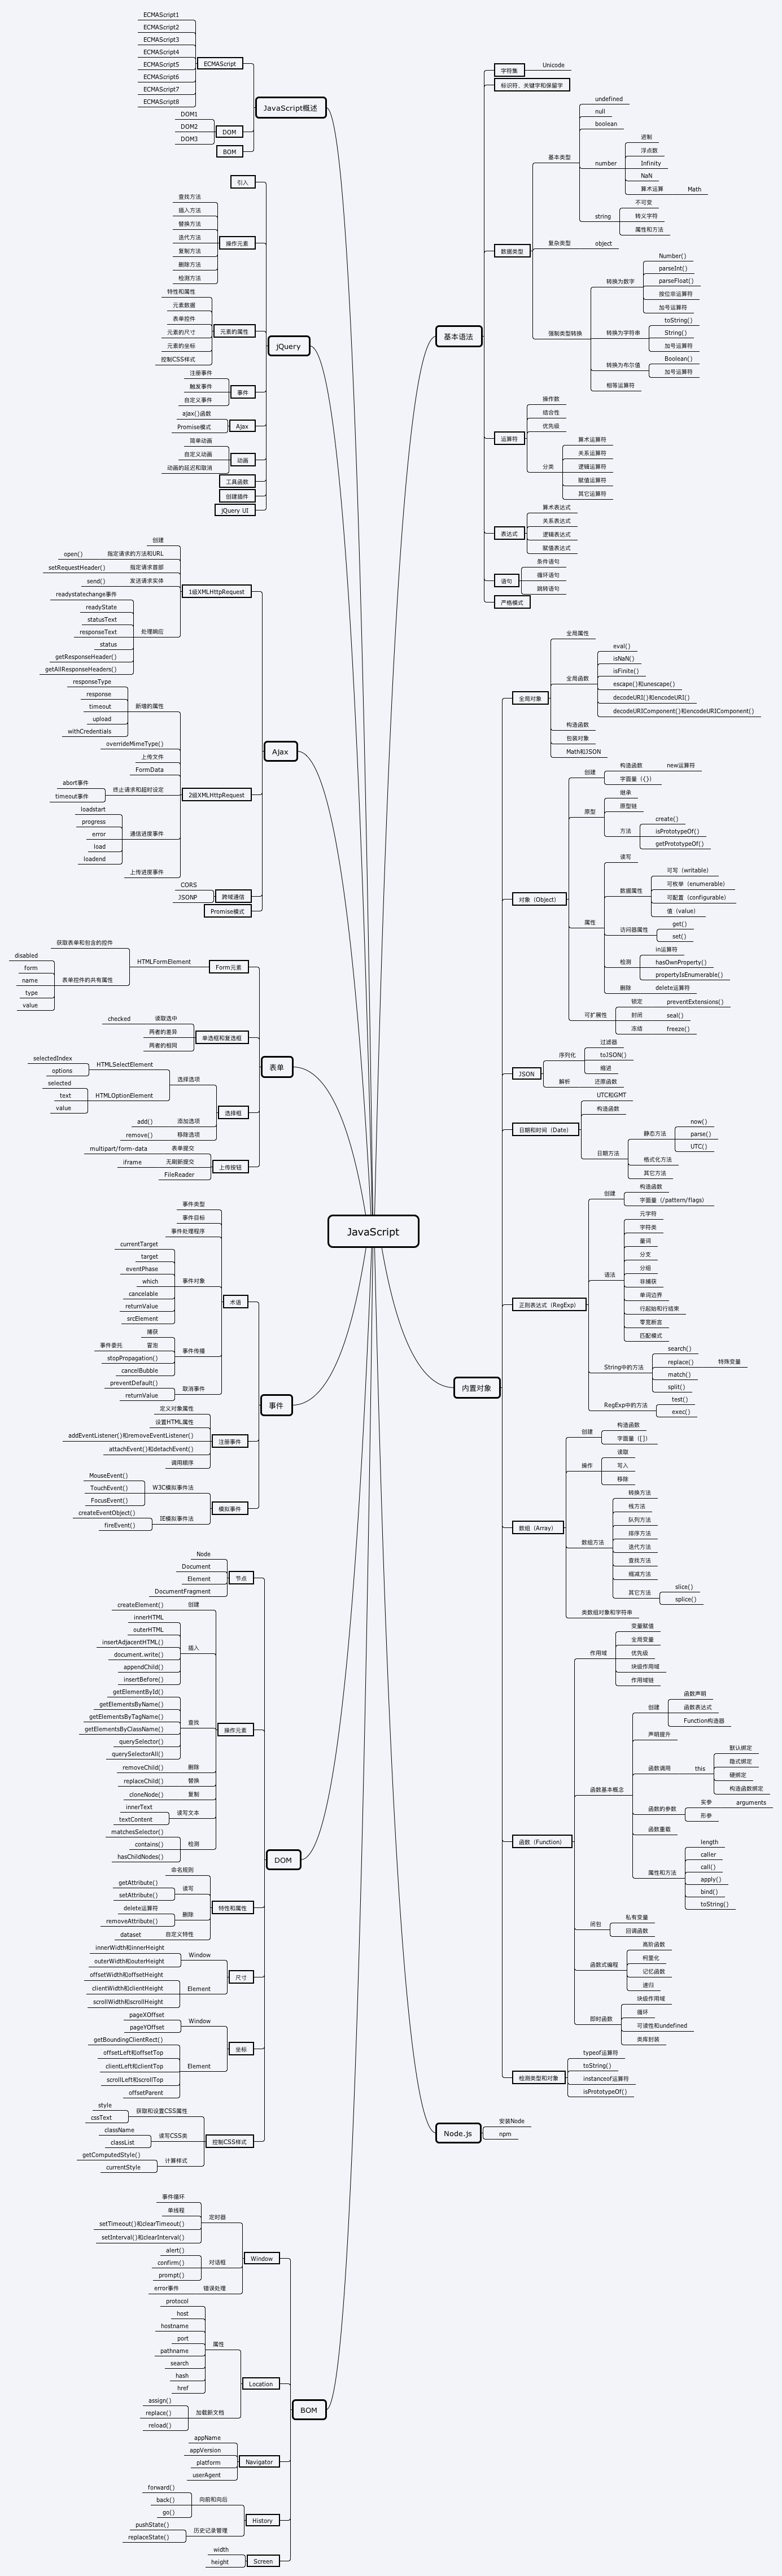 JavaScript
JavaScript概述
ECMAScript
ECMAScript1
ECMAScript2
ECMAScript3
ECMAScript4
ECMAScript5
ECMAScript6
ECMAScript7
ECMAScript8
DOM
DOM1
DOM2
DOM3
BOM
jQuery
引入
操作元素
查找方法
插入方法
替换方法
迭代方法
复制方法
删除方法
检测方法
元素的属性
特性和属性
元素数据
表单控件
元素的尺寸
元素的坐标
控制CSS样式
事件
注册事件
触发事件
自定义事件
Ajax
ajax()函数
Promise模式
动画
简单动画
自定义动画
动画的延迟和取消
工具函数
创建插件
jQuery UI
Ajax
1级XMLHttpRequest
创建
指定请求的方法和URL
open()
指定请求首部
setRequestHeader()
发送请求实体
send()
处理响应
readystatechange事件
readyState
statusText
responseText
status
getResponseHeader()
getAllResponseHeaders()
2级XMLHttpRequest
新增的属性
responseType
response
timeout
upload
withCredentials
overrideMimeType()
上传文件
FormData
终止请求和超时设定
abort事件
timeout事件
通信进度事件
loadstart
progress
error
load
loadend
上传进度事件
跨域通信
CORS
JSONP
Promise模式
表单
Form元素
HTMLFormElement
获取表单和包含的控件
表单控件的共有属性
disabled
form
name
type
value
单选框和复选框
读取选中
checked
两者的差异
两者的相同
选择框
选择选项
HTMLSelectElement
selectedIndex
options
HTMLOptionElement
selected
text
value
添加选项
add()
移除选项
remove()
上传按钮
表单提交
multipart/form-data
无刷新提交
iframe
FileReader
事件
术语
事件类型
事件目标
事件处理程序
事件对象
currentTarget
target
eventPhase
which
cancelable
returnValue
srcElement
事件传播
捕获
冒泡
事件委托
stopPropagation()
cancelBubble
取消事件
preventDefault()
returnValue
注册事件
定义对象属性
设置HTML属性
addEventListener()和removeEventListener()
attachEvent()和detachEvent()
调用顺序
模拟事件
W3C模拟事件法
MouseEvent()
TouchEvent()
FocusEvent()
IE模拟事件法
createEventObject()
fireEvent()
DOM
节点
Node
Document
Element
DocumentFragment
操作元素
创建
createElement()
插入
innerHTML
outerHTML
insertAdjacentHTML()
document.write()
appendChild()
insertBefore()
查找
getElementById()
getElementsByName()
getElementsByTagName()
getElementsByClassName()
querySelector()
querySelectorAll()
删除
removeChild()
替换
replaceChild()
复制
cloneNode()
读写文本
innerText
textContent
检测
matchesSelector()
contains()
hasChildNodes()
特性和属性
命名规则
读写
getAttribute()
setAttribute()
删除
delete运算符
removeAttribute()
自定义特性
dataset
尺寸
Window
innerWidth和innerHeight
outerWidth和outerHeight
Element
offsetWidth和offsetHeight
clientWidth和clientHeight
scrollWidth和scrollHeight
坐标
Window
pageXOffset
pageYOffset
Element
getBoundingClientRect()
offsetLeft和offsetTop
clientLeft和clientTop
scrollLeft和scrollTop
offsetParent
控制CSS样式
获取和设置CSS属性
style
cssText
读写CSS类
className
classList
计算样式
getComputedStyle()
currentStyle
BOM
Window
定时器
事件循环
单线程
setTimeout()和clearTimeout()
setInterval()和clearInterval()
对话框
alert()
confirm()
prompt()
错误处理
error事件
Location
属性
protocol
host
hostname
port
pathname
search
hash
href
加载新文档
assign()
replace()
reload()
Navigator
appName
appVersion
platform
userAgent
History
向前和向后
forward()
back()
go()
历史记录管理
pushState()
replaceState()
Screen
width
height
基本语法
字符集
Unicode
标识符、关键字和保留字
数据类型
基本类型
undefined
null
boolean
number
进制
浮点数
Infinity
NaN
算术运算
Math
string
不可变
转义字符
属性和方法
复杂类型
object
强制类型转换
转换为数字
Number()
parseInt()
parseFloat()
按位非运算符
加号运算符
转换为字符串
toString()
String()
加号运算符
转换为布尔值
Boolean()
加号运算符
相等运算符
运算符
操作数
结合性
优先级
分类
算术运算符
关系运算符
逻辑运算符
赋值运算符
其它运算符
表达式
算术表达式
关系表达式
逻辑表达式
赋值表达式
语句
条件语句
循环语句
跳转语句
严格模式
内置对象
全局对象
全局属性
全局函数
eval()
isNaN()
isFinite()
escape()和unescape()
decodeURI()和encodeURI()
decodeURIComponent()和encodeURIComponent()
构造函数
包装对象
Math和JSON
对象（Object）
创建
构造函数
new运算符
字面量（{}）
原型
继承
原型链
方法
create()
isPrototypeOf()
getPrototypeOf()
属性
读写
数据属性
可写（writable）
可枚举（enumerable）
可配置（configurable）
值（value）
访问器属性
get()
set()
检测
in运算符
hasOwnProperty()
propertyIsEnumerable()
删除
delete运算符
可扩展性
锁定
preventExtensions()
封闭
seal()
冻结
freeze()
JSON
序列化
过滤器
toJSON()
缩进
解析
还原函数
日期和时间（Date）
UTC和GMT
构造函数
日期方法
静态方法
now()
parse()
UTC()
格式化方法
其它方法
正则表达式（RegExp）
创建
构造函数
字面量（/pattern/flags）
语法
元字符
字符类
量词
分支
分组
非捕获
单词边界
行起始和行结束
零宽断言
匹配模式
String中的方法
search()
replace()
特殊变量
match()
split()
RegExp中的方法
test()
exec()
数组（Array）
创建
构造函数
字面量（[]）
操作
读取
写入
移除
数组方法
转换方法
栈方法
队列方法
排序方法
迭代方法
查找方法
缩减方法
其它方法
slice()
splice()
类数组对象和字符串
函数（Function）
作用域
变量赋值
全局变量
优先级
块级作用域
作用域链
函数基本概念
创建
函数声明
函数表达式
Function构造器
声明提升
函数调用
this
默认绑定
隐式绑定
硬绑定
构造函数绑定
函数的参数
实参
arguments
形参
函数重载
属性和方法
length
caller
call()
apply()
bind()
toString()
闭包
私有变量
回调函数
函数式编程
高阶函数
柯里化
记忆函数
递归
即时函数
块级作用域
循环
可读性和undefined
类库封装
检测类型和对象
typeof运算符
toString()
instanceof运算符
isPrototypeOf()
Node.js
安装Node
npm